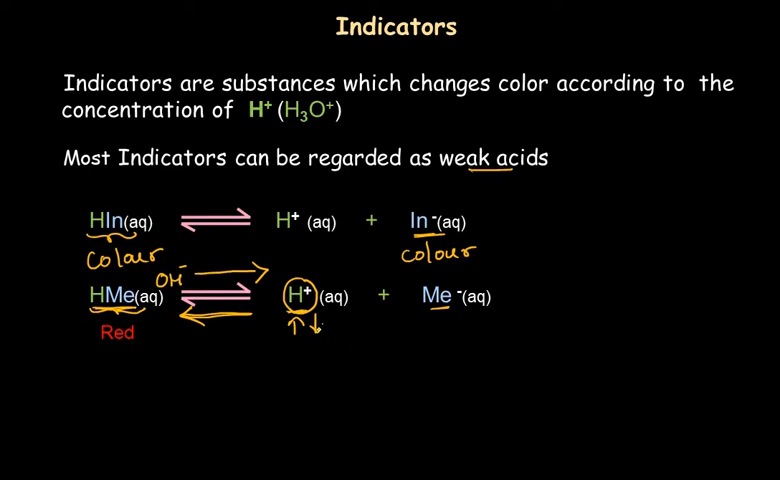 Indicators
Indicators are substances which changes color according to the
concentration of H⁺ (H₃O⁺)
Most Indicators can be regarded as weak acids
HIn(aq) ⇌ H⁺ (aq) + In⁻(aq)
colour colour
OH⁻
HMe(aq) ⇌ H⁺ (aq) + Me⁻(aq)
Red ↑ ↓